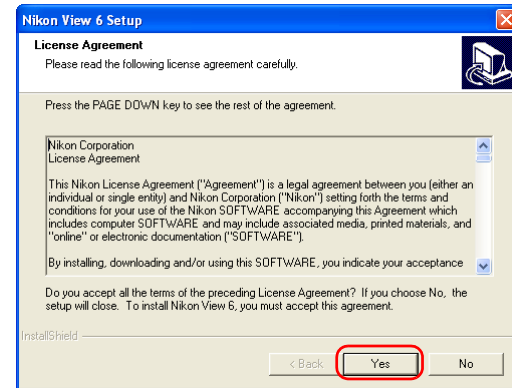 Nikon View 6 Setup
License Agreement
Please read the following license agreement carefully.
Press the PAGE DOWN key to see the rest of the agreement.
Nikon Corporation
License Agreement
This Nikon License Agreement ("Agreement") is a legal agreement between you (either an
individual or single entity) and Nikon Corporation ("Nikon") setting forth the terms and
conditions for your use of the Nikon SOFTWARE accompanying this Agreement which
includes computer SOFTWARE and may include associated media, printed materials, and
"online" or electronic documentation ("SOFTWARE").
By installing, downloading and/or using this SOFTWARE, you indicate your acceptance
Do you accept all the terms of the preceding License Agreement? If you choose No, the
setup will close. To install Nikon View 6, you must accept this agreement.
InstallShield
< Back
Yes
No